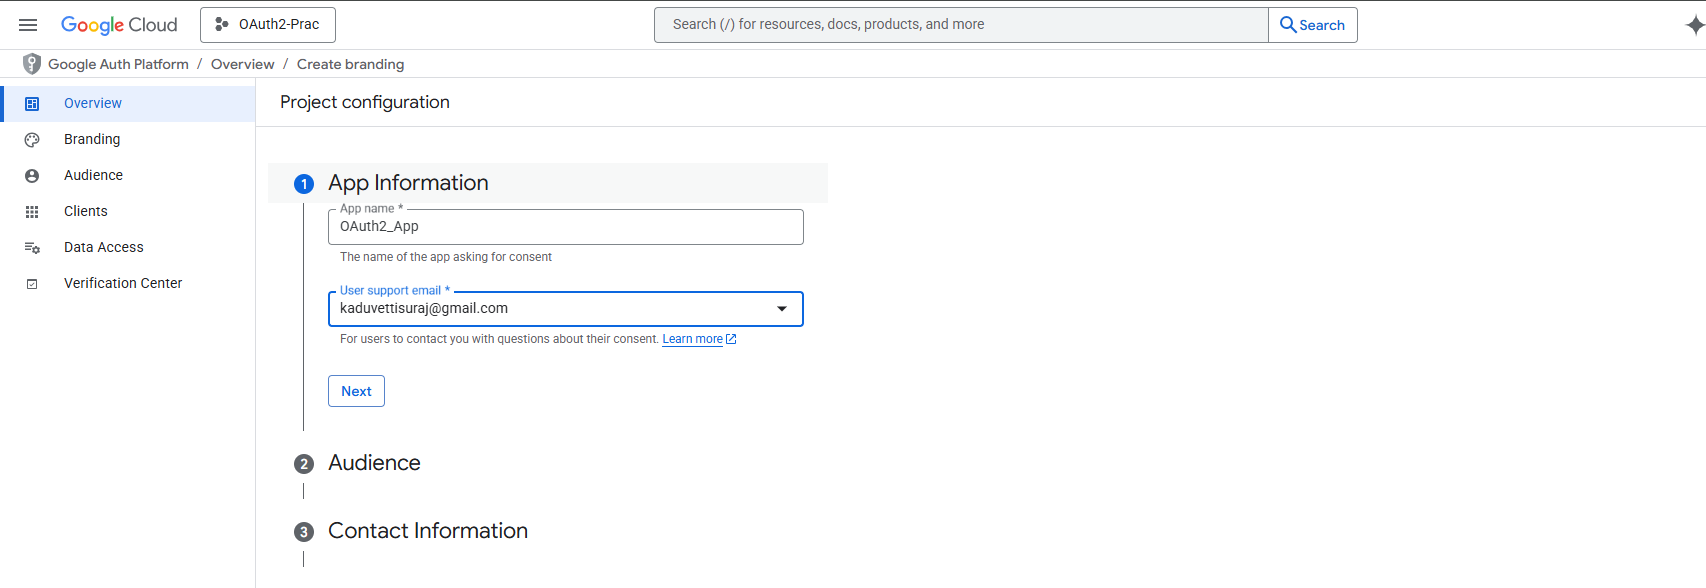 Google Cloud
OAuth2-Prac
Search (/) for resources, docs, products, and more
Search
Google Auth Platform / Overview / Create branding
Overview
Branding
Audience
Clients
Data Access
Verification Center
Project configuration
1 App Information
App name *
OAuth2_App
The name of the app asking for consent
User support email *
kaduvettisuraj@gmail.com
For users to contact you with questions about their consent. Learn more
Next
2 Audience
3 Contact Information